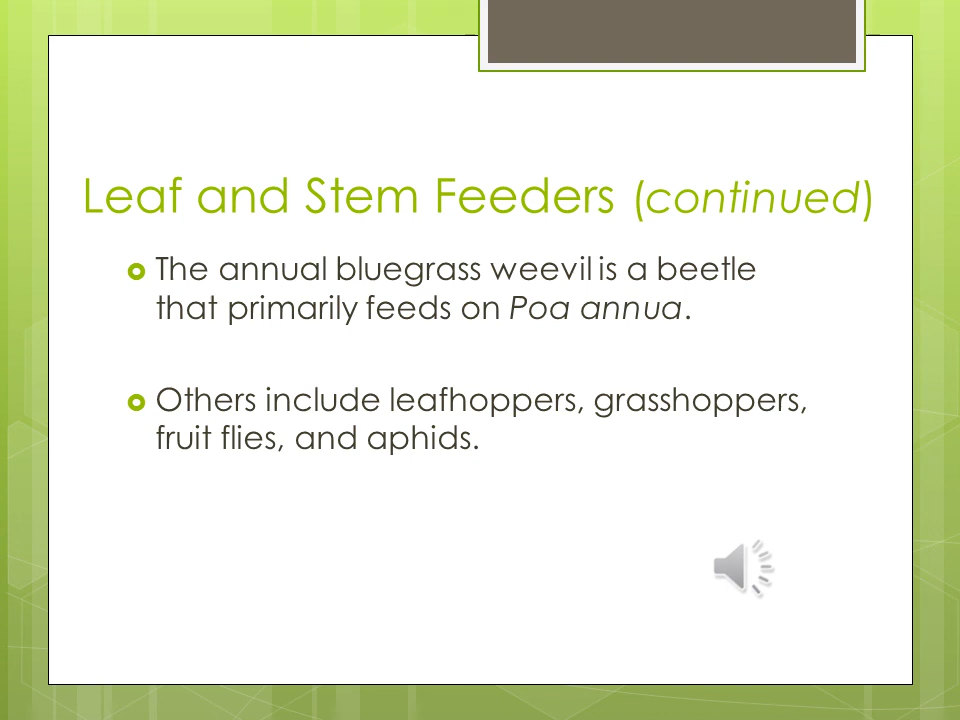 Leaf and Stem Feeders (continued)
The annual bluegrass weevil is a beetle
that primarily feeds on Poa annua.
Others include leafhoppers, grasshoppers,
fruit flies, and aphids.